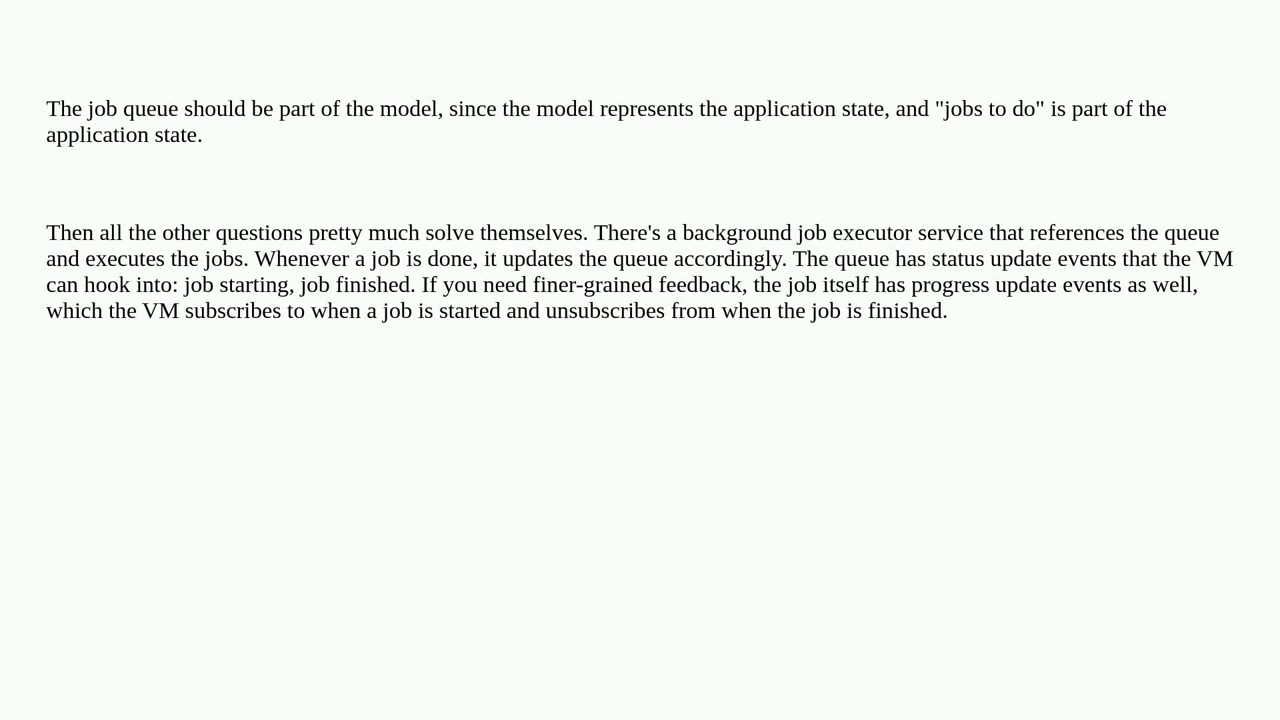 The job queue should be part of the model, since the model represents the application state, and "jobs to do" is part of the
application state.
Then all the other questions pretty much solve themselves. There's a background job executor service that references the queue
and executes the jobs. Whenever a job is done, it updates the queue accordingly. The queue has status update events that the VM
can hook into: job starting, job finished. If you need finer-grained feedback, the job itself has progress update events as well,
which the VM subscribes to when a job is started and unsubscribes from when the job is finished.